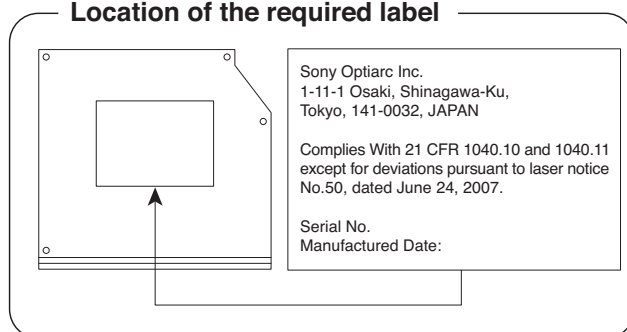 Location of the required label
Sony Optiarc Inc.
1-11-1 Osaki, Shinagawa-Ku,
Tokyo, 141-0032, JAPAN
Complies With 21 CFR 1040.10 and 1040.11
except for deviations pursuant to laser notice
No.50, dated June 24, 2007.
Serial No.
Manufactured Date: